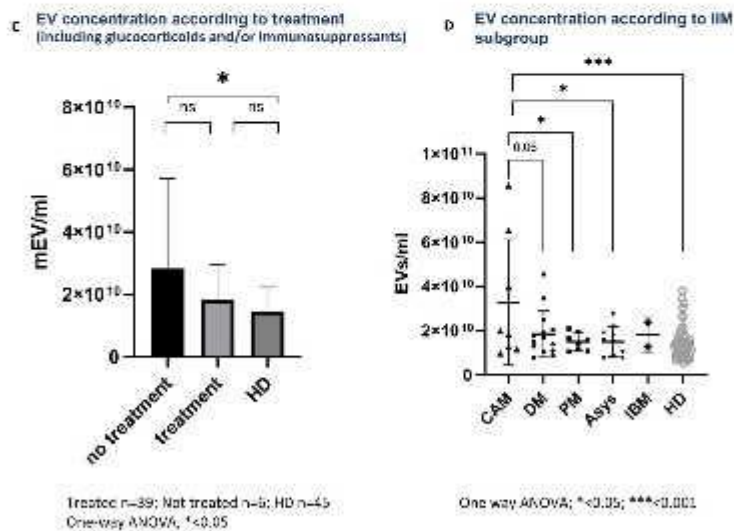 C EV concentration according to treatment
(including glucocorticoids and/or immunosuppressants)
*
ns ns
8×10¹⁰
6×10¹⁰
4×10¹⁰
2×10¹⁰
0
mEV/ml
no treatment
treatment
HD
Treated n=39; Not treated n=6; HD n=45
One-way ANOVA, *<0.05
D EV concentration according to IIM
subgroup
***
*
*
0.05
1×10¹¹
8×10¹⁰
6×10¹⁰
4×10¹⁰
2×10¹⁰
0
EVs/ml
CAM
DM
PM
Asys
IBM
HD
One way ANOVA; *<0.05; ***<0.001